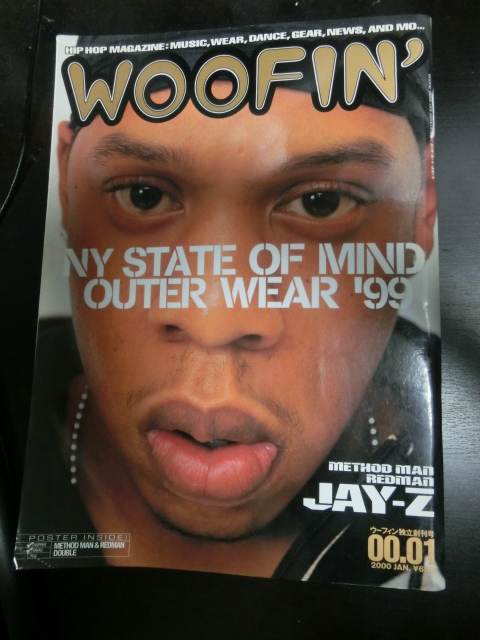 HIP HOP MAGAZINE: MUSIC, WEAR, DANCE, GEAR, NEWS, AND MO...
WOOFIN'
NY STATE OF MIND
OUTER WEAR '99
METHOD MAN
REDMAN
JAY-Z
POSTER INSIDE!
METHOD MAN & REDMAN
DOUBLE
ウーフィン独立創刊号
00.01
2000 JAN.